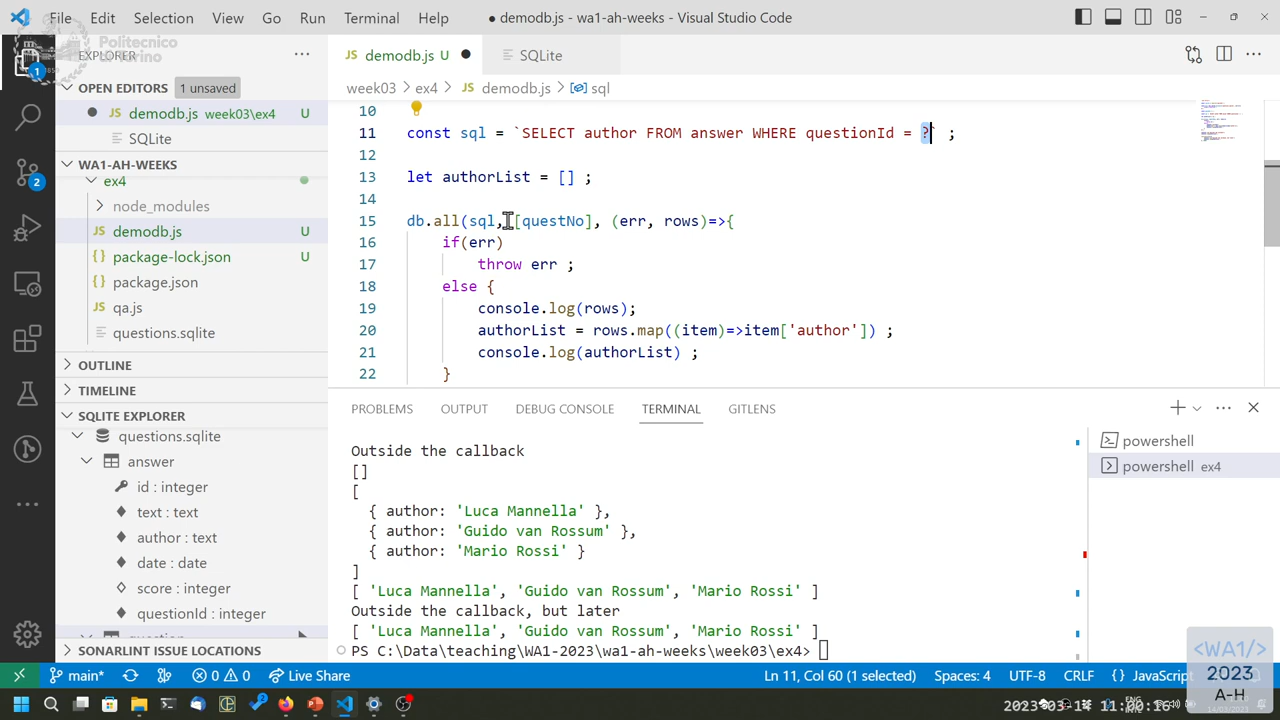 File Edit Selection View Go Run Terminal Help
● demodb.js - wa1-ah-weeks - Visual Studio Code
Politecnico
di Torino
EXPLORER
OPEN EDITORS 1 unsaved
demodb.js week03\ex4 U
SQLite
WA1-AH-WEEKS
ex4
node_modules
demodb.js U
package-lock.json U
package.json
qa.js
questions.sqlite
OUTLINE
TIMELINE
SQLITE EXPLORER
questions.sqlite
answer
id : integer
text : text
author : text
date : date
score : integer
questionId : integer
question
SONARLINT ISSUE LOCATIONS
JS demodb.js U ●
SQLite
week03 > ex4 > JS demodb.js > sql
10
11 const sql = `SELECT author FROM answer WHERE questionId = ?` ;
12
13 let authorList = [] ;
14
15 db.all(sql, [questNo], (err, rows)=>{
16 if(err)
17 throw err ;
18 else {
19 console.log(rows);
20 authorList = rows.map((item)=>item['author']) ;
21 console.log(authorList) ;
22 }
PROBLEMS OUTPUT DEBUG CONSOLE TERMINAL GITLENS
Outside the callback
[]
[
{ author: 'Luca Mannella' },
{ author: 'Guido van Rossum' },
{ author: 'Mario Rossi' }
]
[ 'Luca Mannella', 'Guido van Rossum', 'Mario Rossi' ]
Outside the callback, but later
[ 'Luca Mannella', 'Guido van Rossum', 'Mario Rossi' ]
PS C:\Data\teaching\WA1-2023\wa1-ah-weeks\week03\ex4>
powershell
powershell ex4
<WA1/>
2023
A-H
main* 0 0 Live Share
Ln 11, Col 60 (1 selected) Spaces: 4 UTF-8 CRLF {} JavaScript